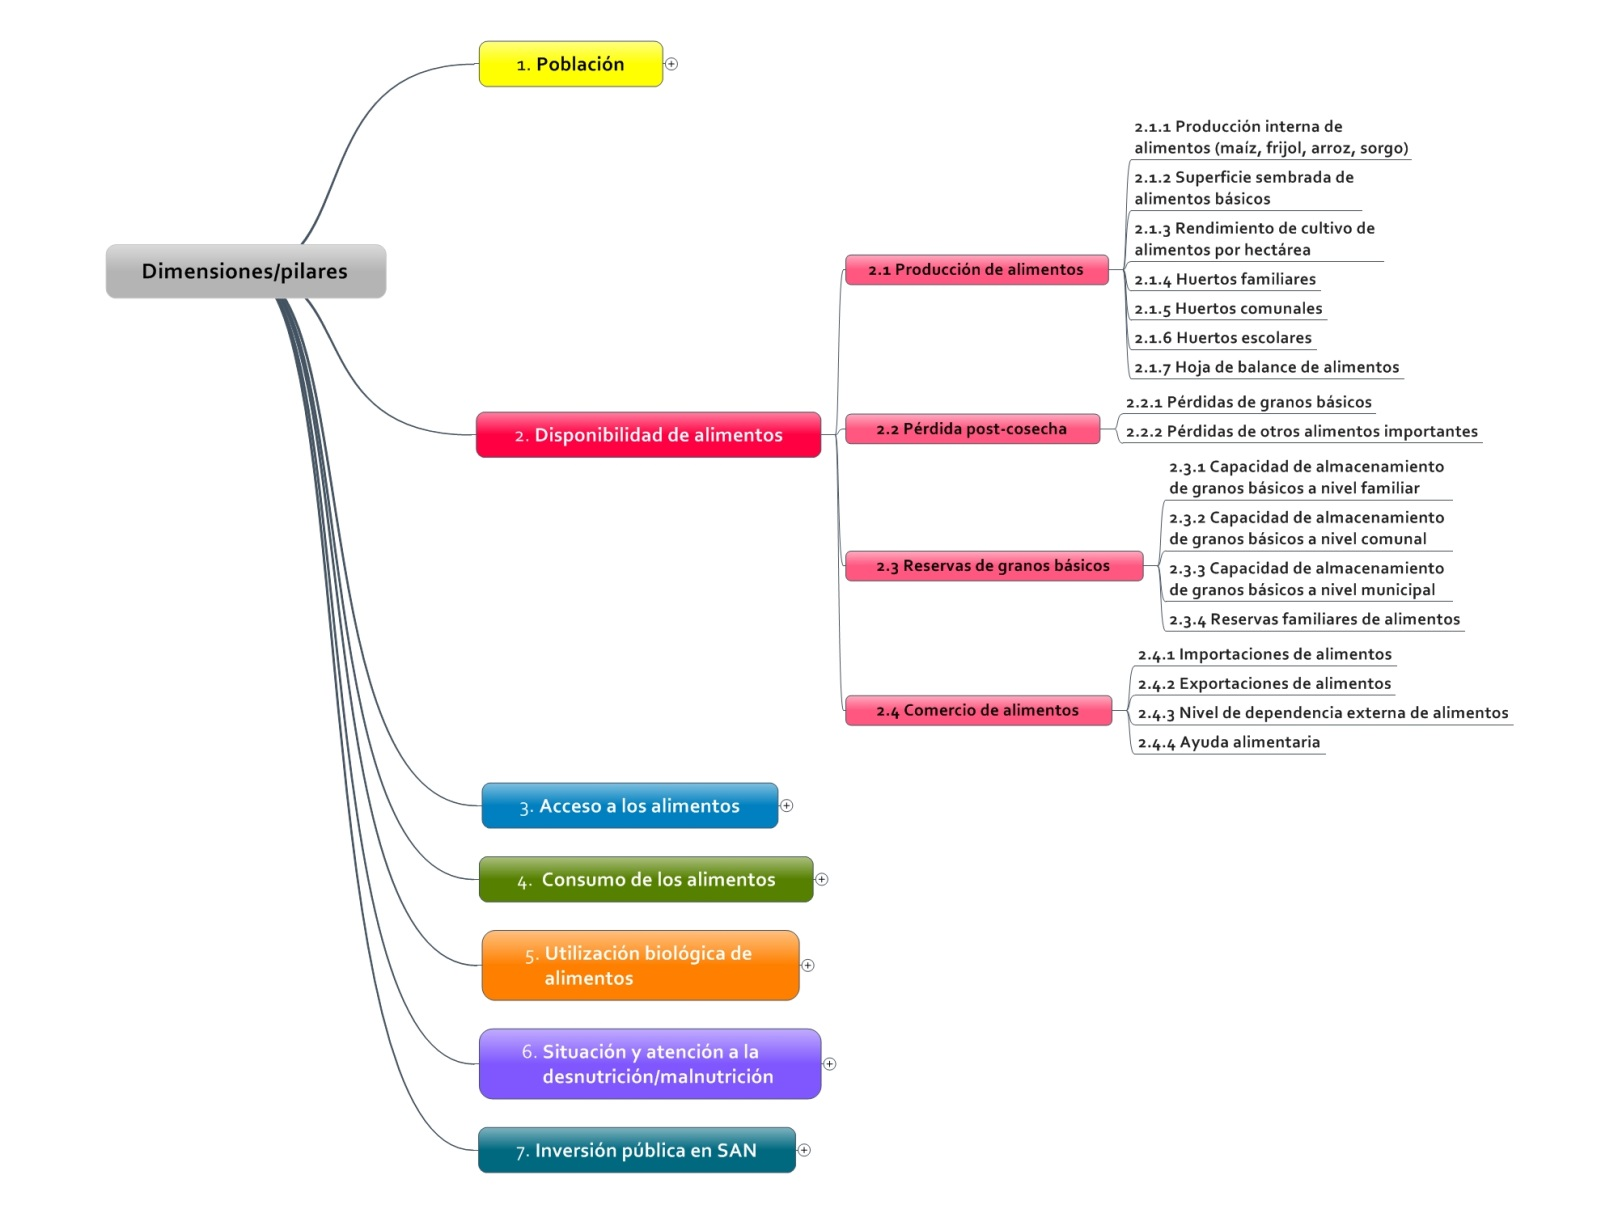 Dimensiones/pilares
1. Población
2. Disponibilidad de alimentos
2.1 Producción de alimentos
2.1.1 Producción interna de
alimentos (maíz, frijol, arroz, sorgo)
2.1.2 Superficie sembrada de
alimentos básicos
2.1.3 Rendimiento de cultivo de
alimentos por hectárea
2.1.4 Huertos familiares
2.1.5 Huertos comunales
2.1.6 Huertos escolares
2.1.7 Hoja de balance de alimentos
2.2 Pérdida post-cosecha
2.2.1 Pérdidas de granos básicos
2.2.2 Pérdidas de otros alimentos importantes
2.3 Reservas de granos básicos
2.3.1 Capacidad de almacenamiento
de granos básicos a nivel familiar
2.3.2 Capacidad de almacenamiento
de granos básicos a nivel comunal
2.3.3 Capacidad de almacenamiento
de granos básicos a nivel municipal
2.3.4 Reservas familiares de alimentos
2.4 Comercio de alimentos
2.4.1 Importaciones de alimentos
2.4.2 Exportaciones de alimentos
2.4.3 Nivel de dependencia externa de alimentos
2.4.4 Ayuda alimentaria
3. Acceso a los alimentos
4. Consumo de los alimentos
5. Utilización biológica de
alimentos
6. Situación y atención a la
desnutrición/malnutrición
7. Inversión pública en SAN